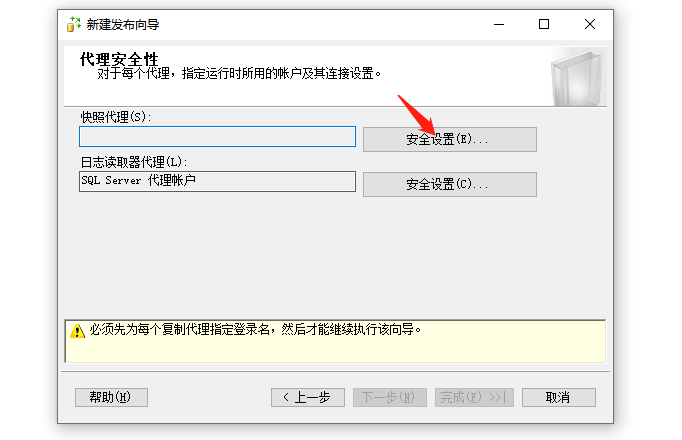 新建发布向导
代理安全性
对于每个代理，指定运行时所用的帐户及其连接设置。
快照代理(S):
安全设置(E)...
日志读取器代理(L):
SQL Server 代理帐户
安全设置(C)...
必须先为每个复制代理指定登录名，然后才能继续执行该向导。
帮助(H)
< 上一步
下一步(N)
完成(F) >>|
取消